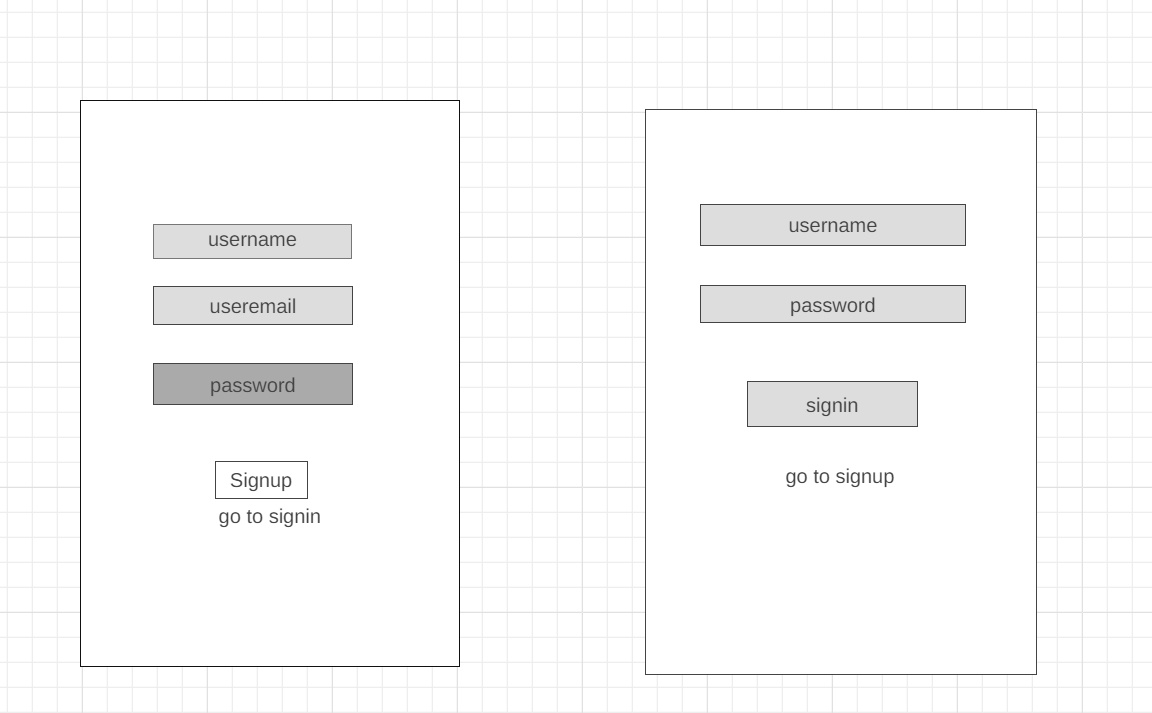 username
useremail
password
Signup
go to signin
username
password
signin
go to signup